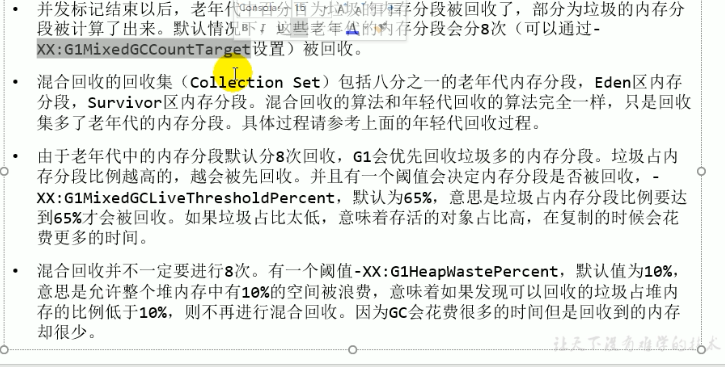 • 并发标记结束以后，老年代
分段被回收了，部分为垃圾的内存分
段被计算了出来。默认情况下，这些老年代的内存分段会分8次（可以通过-
XX:G1MixedGCCountTarget设置）被回收。
• 混合回收的回收集（Collection Set）包括八分之一的老年代内存分段，Eden区内存
分段，Survivor区内存分段。混合回收的算法和年轻代回收的算法完全一样，只是回收
集多了老年代的内存分段。具体过程请参考上面的年轻代回收过程。
• 由于老年代中的内存分段默认分8次回收，G1会优先回收垃圾多的内存分段。垃圾占内
存分段比例越高的，越会被先回收。并且有一个阈值会决定内存分段是否被回收，-
XX:G1MixedGCLiveThresholdPercent，默认为65%，意思是垃圾占内存分段比例要达
到65%才会被回收。如果垃圾占比太低，意味着存活的对象占比高，在复制的时候会花
费更多的时间。
• 混合回收并不一定要进行8次。有一个阈值-XX:G1HeapWastePercent，默认值为10%，
意思是允许整个堆内存中有10%的空间被浪费，意味着如果发现可以回收的垃圾占堆内
存的比例低于10%，则不再进行混合回收。因为GC会花费很多的时间但是回收到的内存
却很少。
让天下没有难学的技术